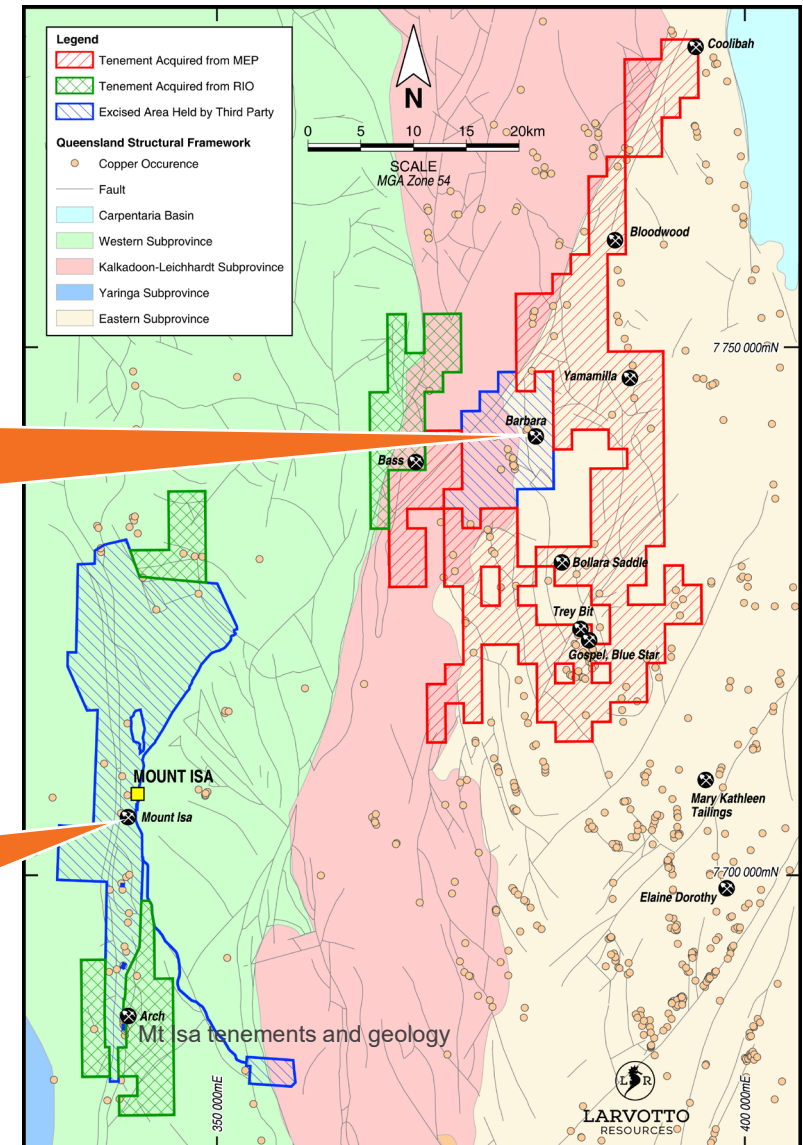 Legend
Tenement Acquired from MEP
Tenement Acquired from RIO
Excised Area Held by Third Party
Queensland Structural Framework
Copper Occurence
Fault
Carpentaria Basin
Western Subprovince
Kalkadoon-Leichhardt Subprovince
Yaringa Subprovince
Eastern Subprovince
N
0 5 10 15 20km
SCALE
MGA Zone 54
Coolibah
Bloodwood
7 750 000mN
Yamamilla
Barbara
Bass
Bollara Saddle
Trey Bit
Gospel, Blue Star
MOUNT ISA
Mount Isa
Mary Kathleen
Tailings
7 700 000mN
Elaine Dorothy
Arch
Mt Isa tenements and geology
350 000mE
400 000mE
L R
LARVOTTO
RESOURCES